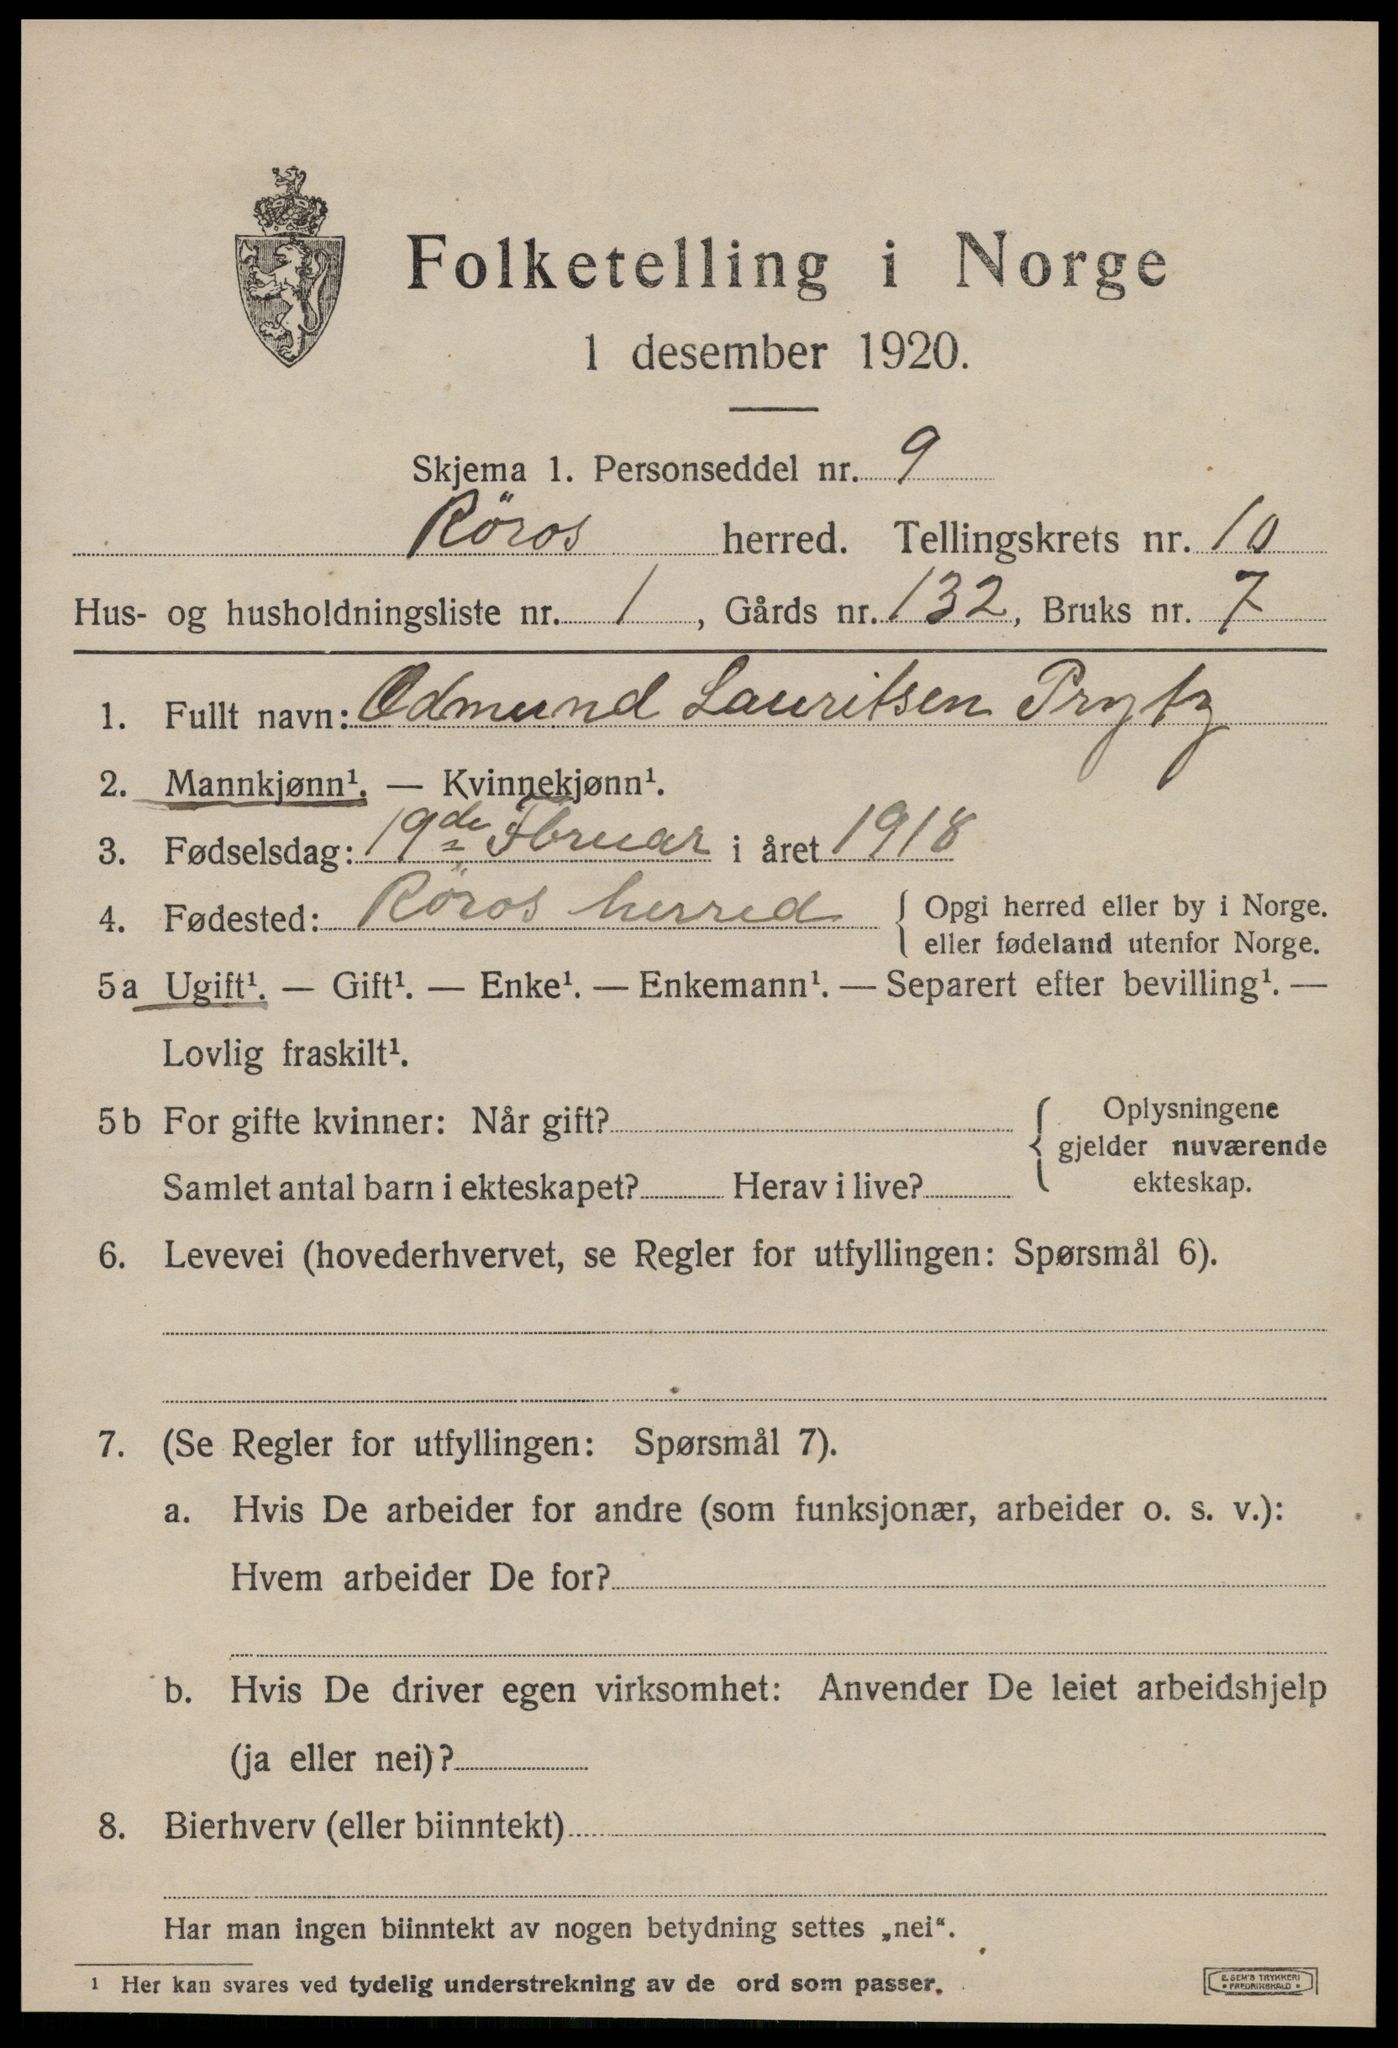 Folketelling i Norge
1 desember 1920.
Skjema 1. Personseddel nr. 9
Röros herred. Tellingskrets nr. 10
Hus- og husholdningsliste nr. 1, Gårds nr. 132, Bruks nr. 7
1. Fullt navn: Odmund Lauritsen Prytz
2. Mannkjønn¹. — Kvinnekjønn¹.
3. Fødselsdag: 19de Fbruar i året 1918
4. Fødested: Röros herred { Opgi herred eller by i Norge.
eller fødeland utenfor Norge.
5a Ugift¹. — Gift¹. — Enke¹. — Enkemann¹. — Separert efter bevilling¹. —
Lovlig fraskilt¹.
5b For gifte kvinner: Når gift? { Oplysningene
gjelder nuværende
Samlet antal barn i ekteskapet? Herav i live? ekteskap.
6. Levevei (hovederhvervet, se Regler for utfyllingen: Spørsmål 6).
7. (Se Regler for utfyllingen: Spørsmål 7).
a. Hvis De arbeider for andre (som funksjonær, arbeider o. s. v.):
Hvem arbeider De for?
b. Hvis De driver egen virksomhet: Anvender De leiet arbeidshjelp
(ja eller nei)?
8. Bierhverv (eller biinntekt)
Har man ingen biinntekt av nogen betydning settes „nei“.
¹ Her kan svares ved tydelig understrekning av de ord som passer.
E. SEM'S TRYKKERI
• FREDRIKSHALD •